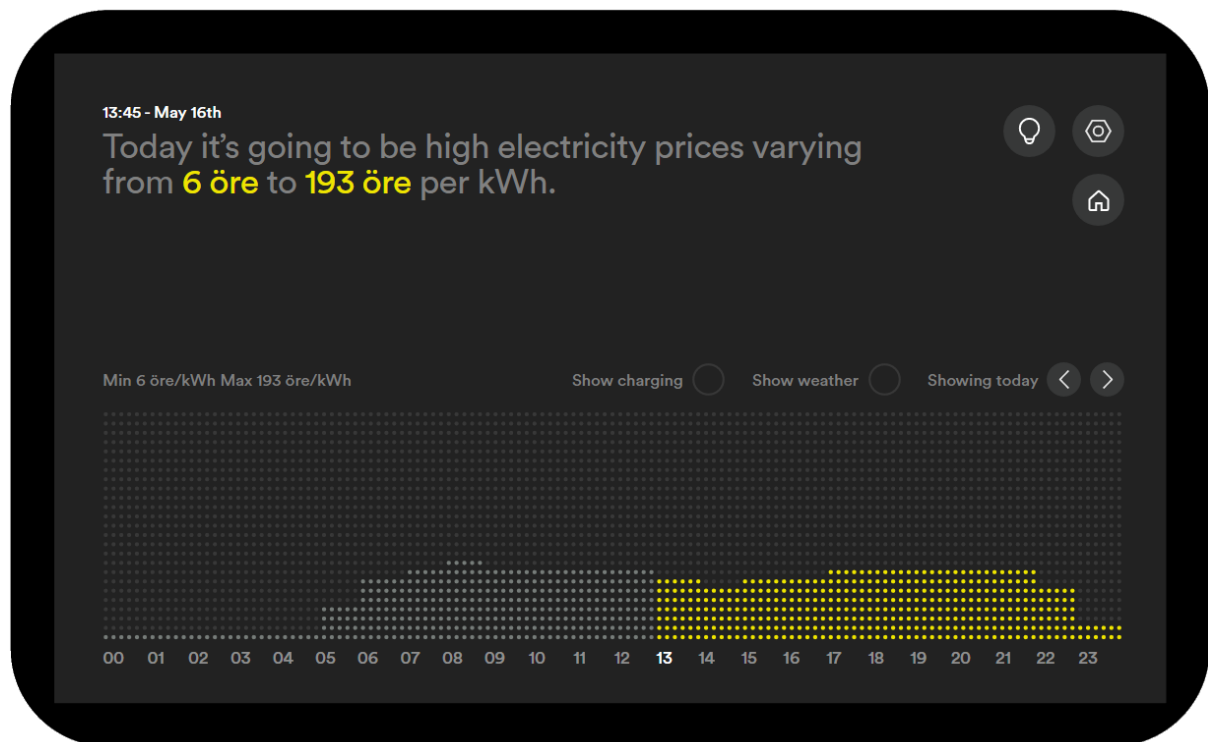 13:45 - May 16th
Today it's going to be high electricity prices varying
from 6 öre to 193 öre per kWh.
Min 6 öre/kWh Max 193 öre/kWh Show charging Show weather Showing today
00 01 02 03 04 05 06 07 08 09 10 11 12 13 14 15 16 17 18 19 20 21 22 23